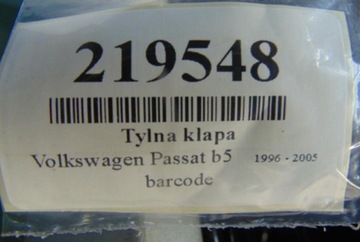 219548
Tylna klapa
Volkswagen Passat b5 1996 - 2005
barcode